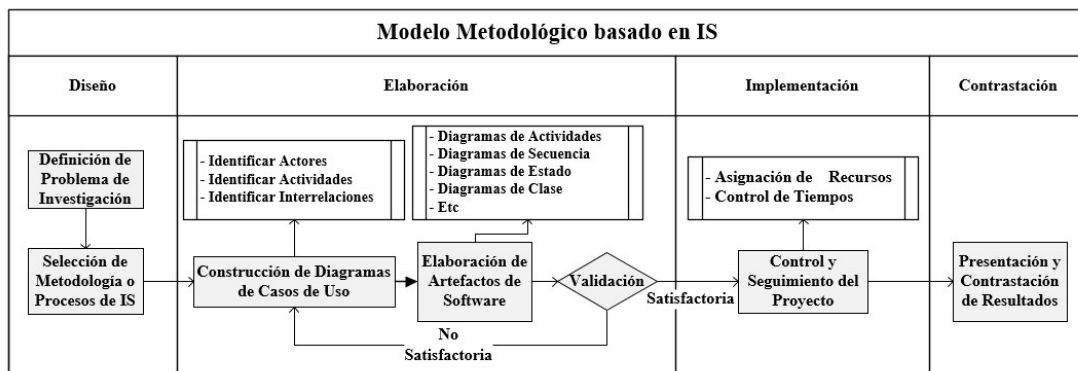 Modelo Metodológico basado en IS
Diseño
Elaboración
Implementación
Contrastación
Definición de
Problema de
Investigación
Selección de
Metodología o
Procesos de IS
- Identificar Actores
- Identificar Actividades
- Identificar Interrelaciones
Construcción de Diagramas
de Casos de Uso
- Diagramas de Actividades
- Diagramas de Secuencia
- Diagramas de Estado
- Diagramas de Clase
- Etc
Elaboración de
Artefactos de
Software
Validación
No
Satisfactoria
Satisfactoria
- Asignación de Recursos
- Control de Tiempos
Control y
Seguimiento del
Proyecto
Presentación y
Contrastación
de Resultados